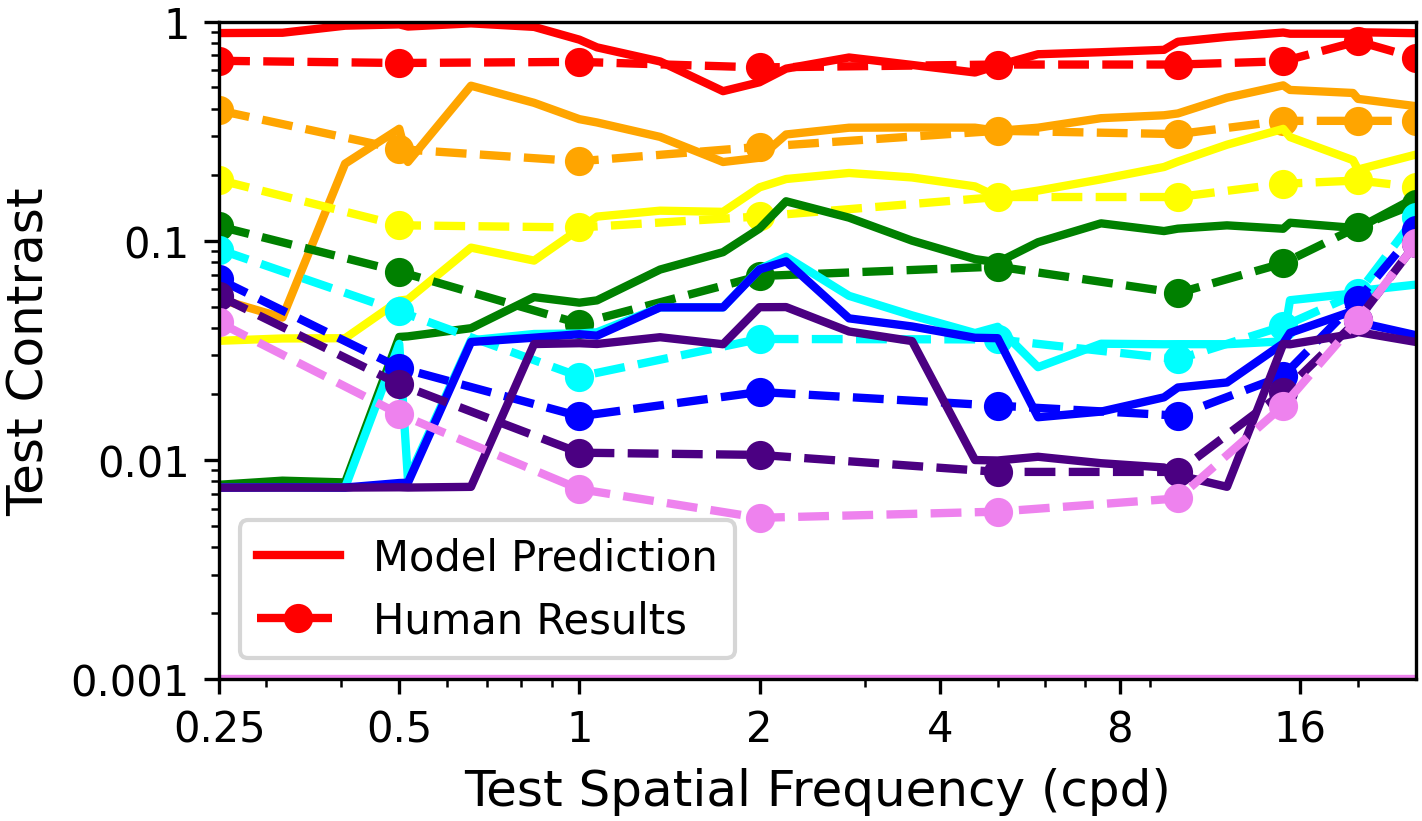 1
0.1
0.01
0.001
Test Contrast
Model Prediction
Human Results
0.25 0.5 1 2 4 8 16
Test Spatial Frequency (cpd)